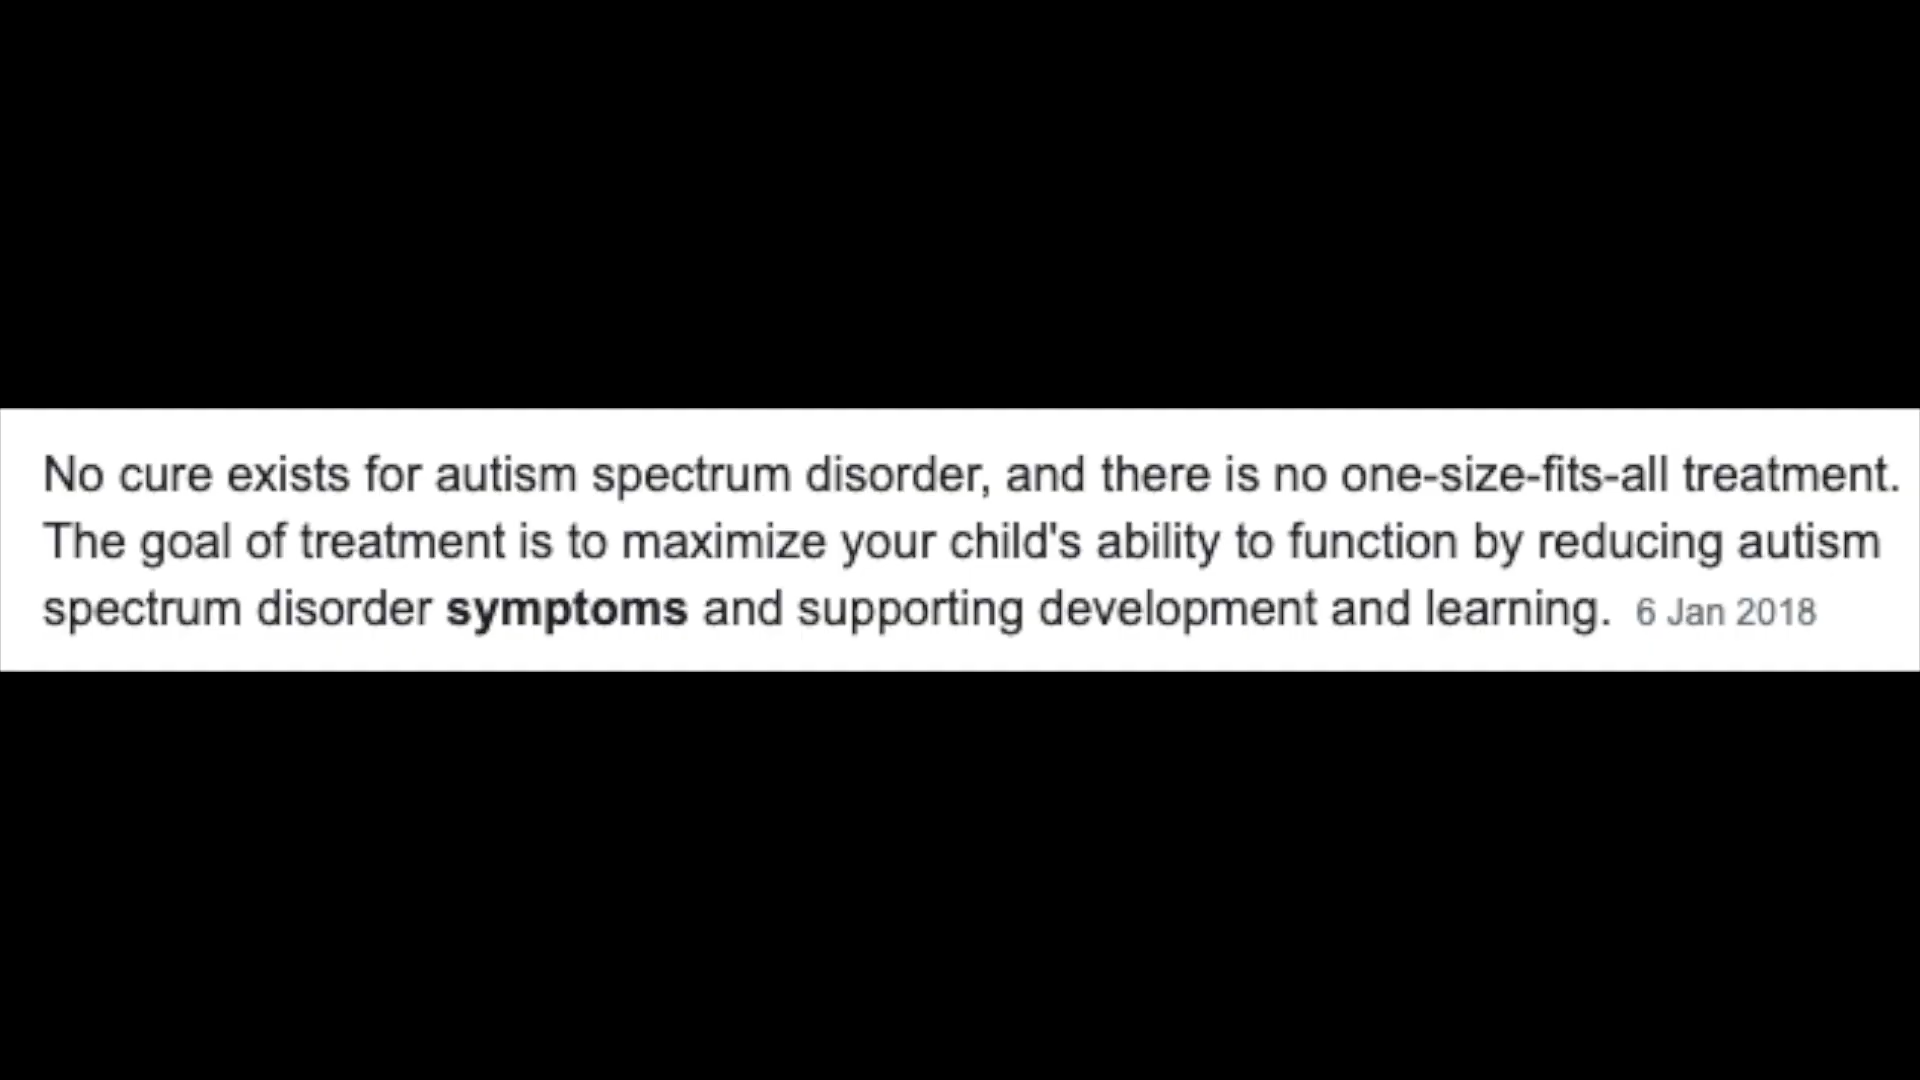 No cure exists for autism spectrum disorder, and there is no one-size-fits-all treatment.
The goal of treatment is to maximize your child's ability to function by reducing autism
spectrum disorder symptoms and supporting development and learning. 6 Jan 2018